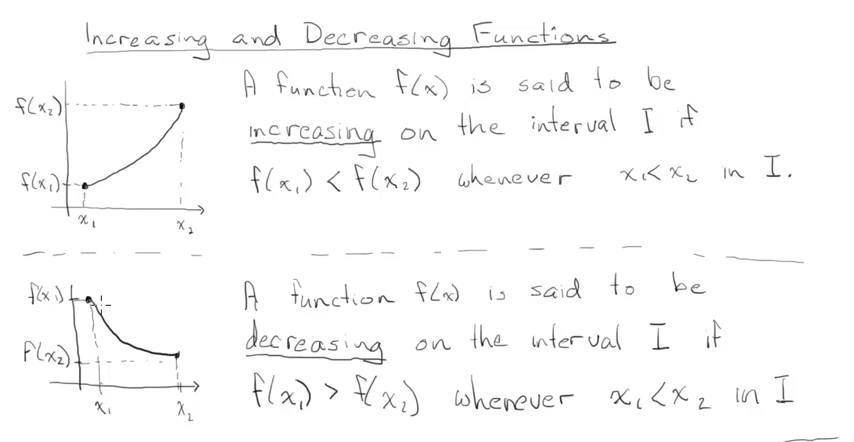 Increasing and Decreasing Functions
f(x₂)
f(x₁)
x₁
x₂
A function f(x) is said to be
increasing on the interval I if
f(x₁) < f(x₂) whenever x₁ < x₂ in I.
f(x₁)
f(x₂)
x₁
x₂
A function f(x) is said to be
decreasing on the interval I if
f(x₁) > f(x₂) whenever x₁ < x₂ in I